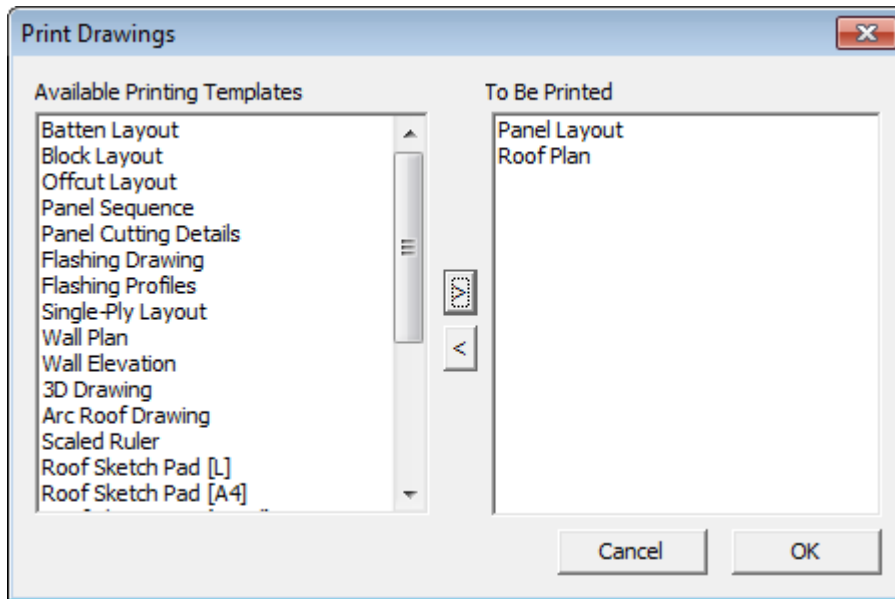 Print Drawings
Available Printing Templates
Batten Layout
Block Layout
Offcut Layout
Panel Sequence
Panel Cutting Details
Flashing Drawing
Flashing Profiles
Single-Ply Layout
Wall Plan
Wall Elevation
3D Drawing
Arc Roof Drawing
Scaled Ruler
Roof Sketch Pad [L]
Roof Sketch Pad [A4]
>
<
To Be Printed
Panel Layout
Roof Plan
Cancel
OK